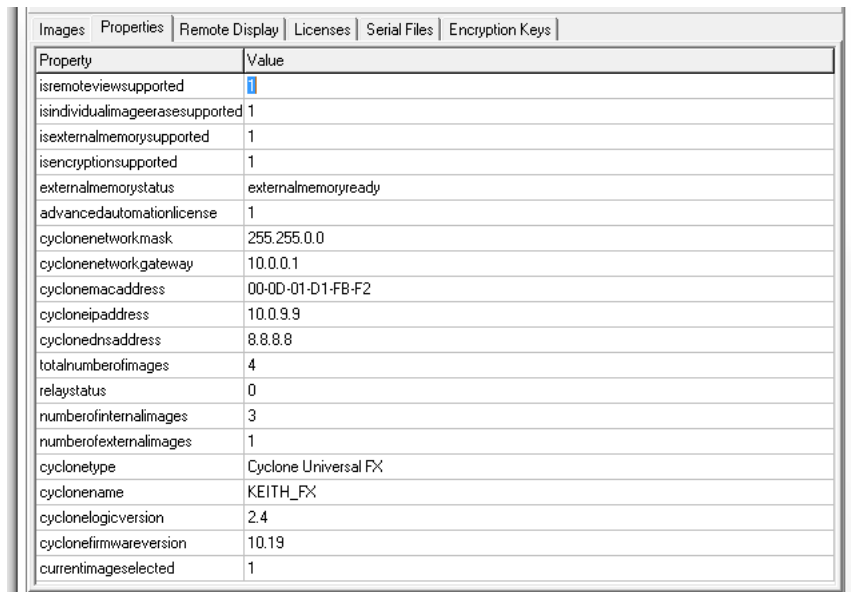 Images Properties Remote Display Licenses Serial Files Encryption Keys
Property Value
isremoteviewsupported 1
isindividualimageerasesupported 1
isexternalmemorysupported 1
isencryptionsupported 1
externalmemorystatus externalmemoryready
advancedautomationlicense 1
cyclonenetworkmask 255.255.0.0
cyclonenetworkgateway 10.0.0.1
cyclonemacaddress 00-0D-01-D1-FB-F2
cycloneipaddress 10.0.9.9
cyclonednsaddress 8.8.8.8
totalnumberofimages 4
relaystatus 0
numberofinternalimages 3
numberofexternalimages 1
cyclonetype Cyclone Universal FX
cyclonename KEITH_FX
cyclonelogicversion 2.4
cyclonefirmwareversion 10.19
currentimageselected 1